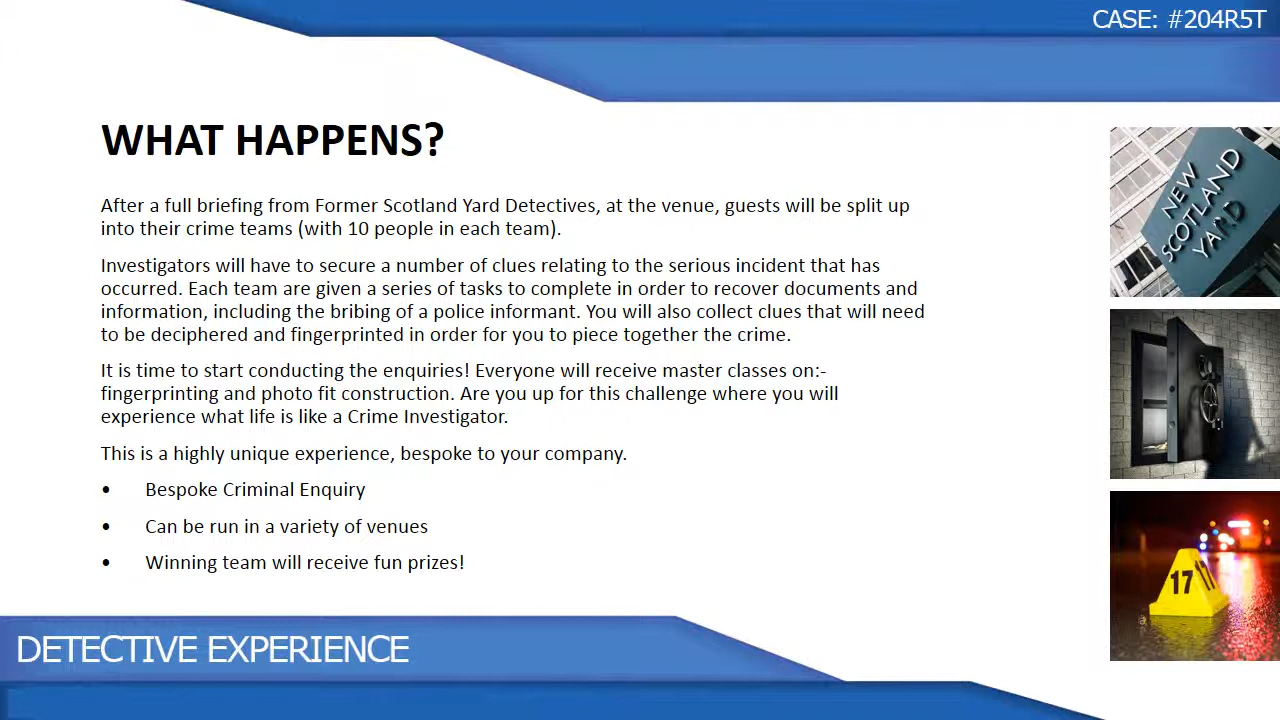 CASE: #204R5T
WHAT HAPPENS?
After a full briefing from Former Scotland Yard Detectives, at the venue, guests will be split up
into their crime teams (with 10 people in each team).
Investigators will have to secure a number of clues relating to the serious incident that has
occurred. Each team are given a series of tasks to complete in order to recover documents and
information, including the bribing of a police informant. You will also collect clues that will need
to be deciphered and fingerprinted in order for you to piece together the crime.
It is time to start conducting the enquiries! Everyone will receive master classes on:-
fingerprinting and photo fit construction. Are you up for this challenge where you will
experience what life is like a Crime Investigator.
This is a highly unique experience, bespoke to your company.
• Bespoke Criminal Enquiry
• Can be run in a variety of venues
• Winning team will receive fun prizes!
NEW
SCOTLAND
YARD
17 17
DETECTIVE EXPERIENCE